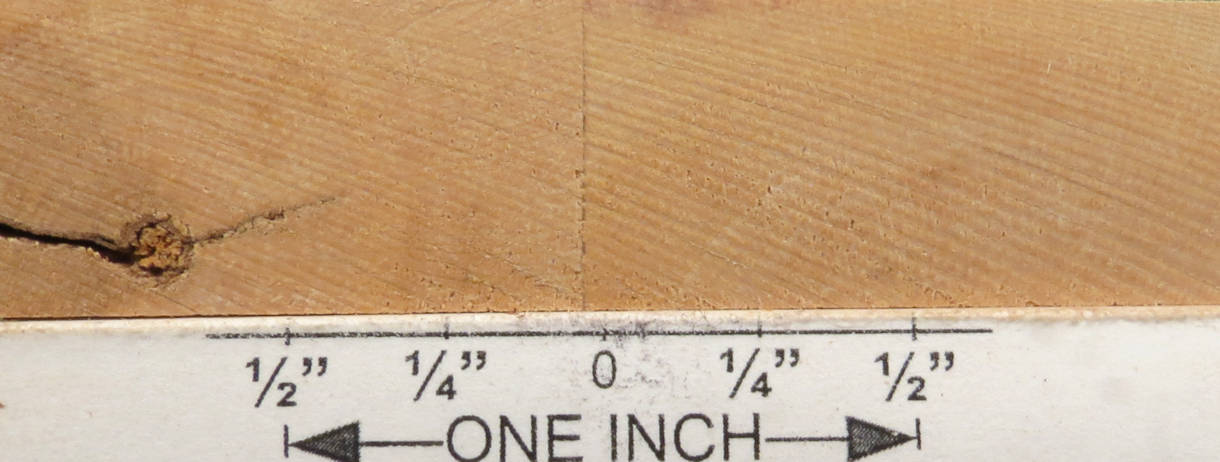 ½” ¼” 0 ¼” ½”
ONE INCH